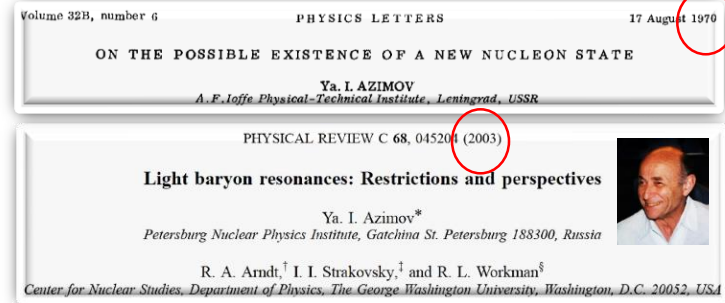 Volume 32B, number 6 PHYSICS LETTERS 17 August 1970
ON THE POSSIBLE EXISTENCE OF A NEW NUCLEON STATE
Ya. I. AZIMOV
A.F.Ioffe Physical-Technical Institute, Leningrad, USSR
PHYSICAL REVIEW C 68, 045204 (2003)
Light baryon resonances: Restrictions and perspectives
Ya. I. Azimov*
Petersburg Nuclear Physics Institute, Gatchina St. Petersburg 188300, Russia
R. A. Arndt,† I. I. Strakovsky,‡ and R. L. Workman§
Center for Nuclear Studies, Department of Physics, The George Washington University, Washington, D.C. 20052, USA